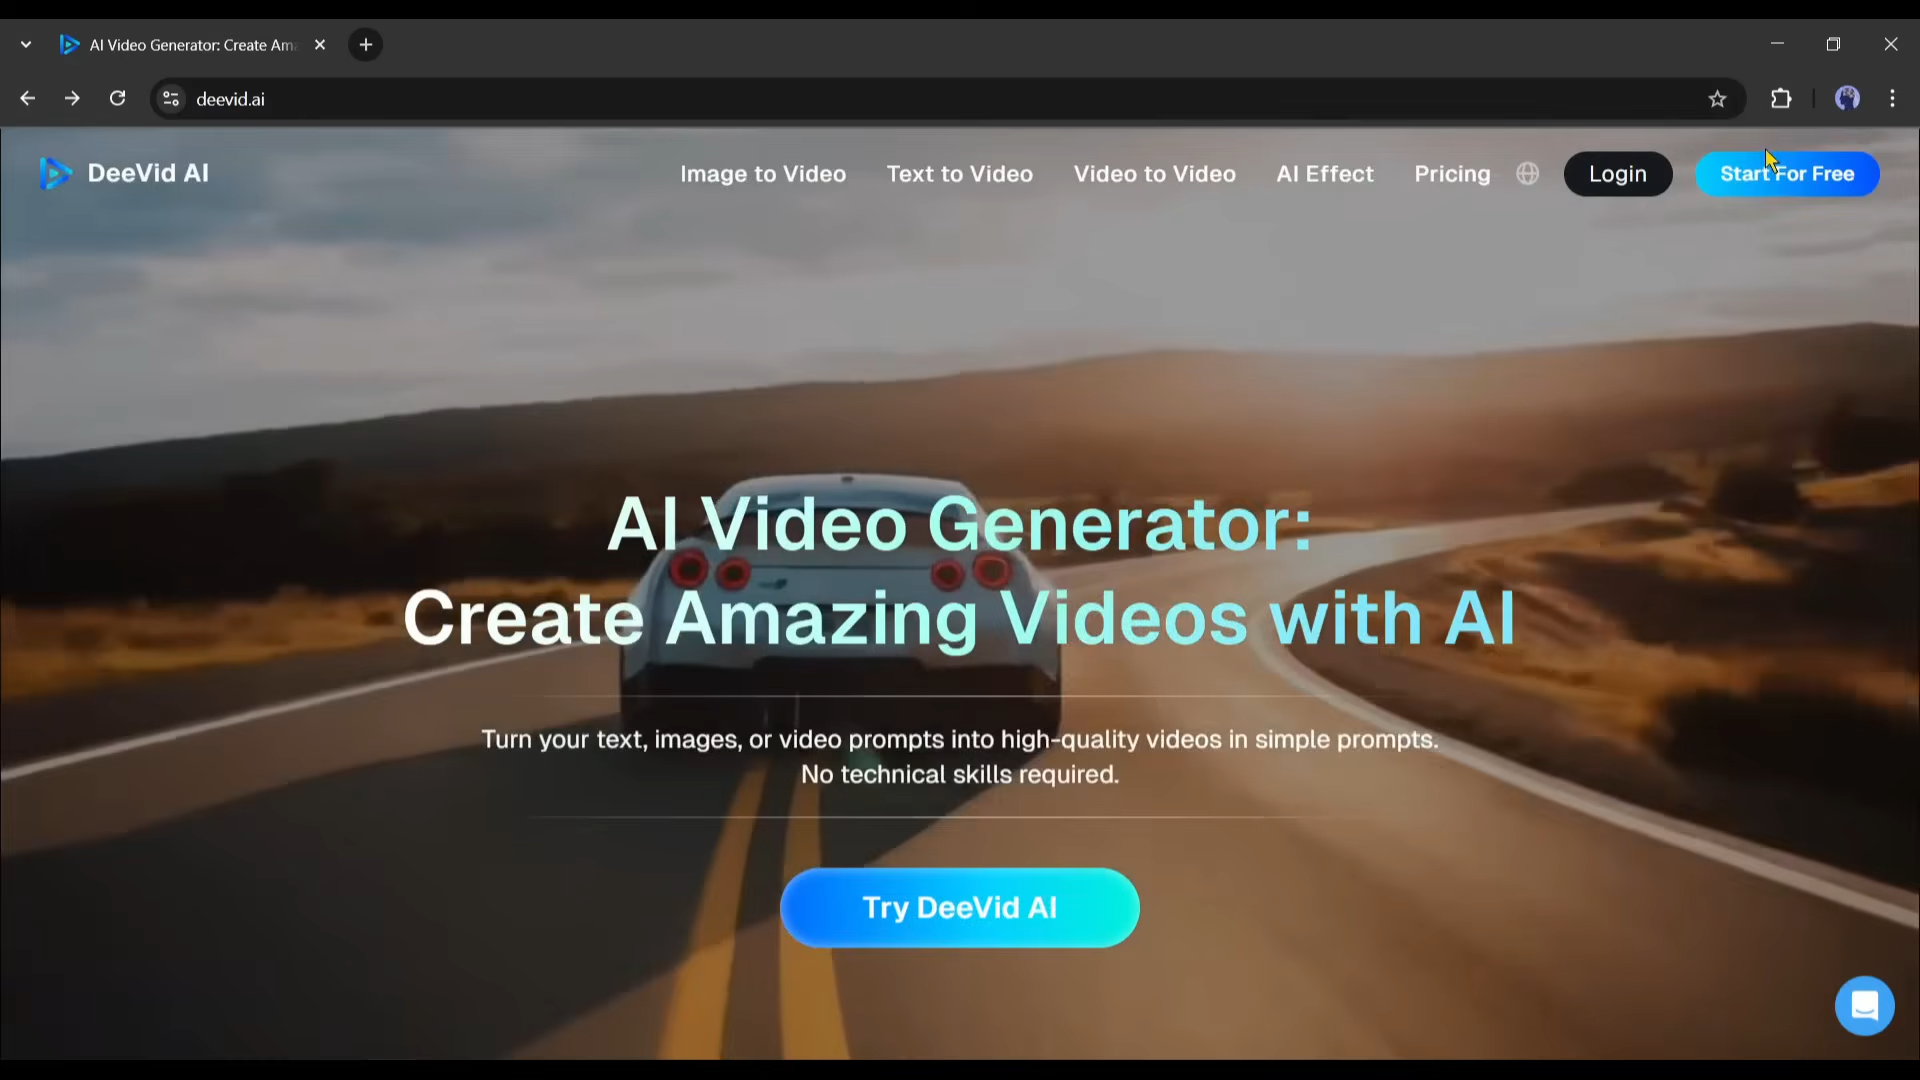 AI Video Generator: Create Ama
deevid.ai
DeeVid AI
Image to Video
Text to Video
Video to Video
AI Effect
Pricing
Login
Start For Free
AI Video Generator:
Create Amazing Videos with AI
Turn your text, images, or video prompts into high-quality videos in simple prompts.
No technical skills required.
Try DeeVid AI